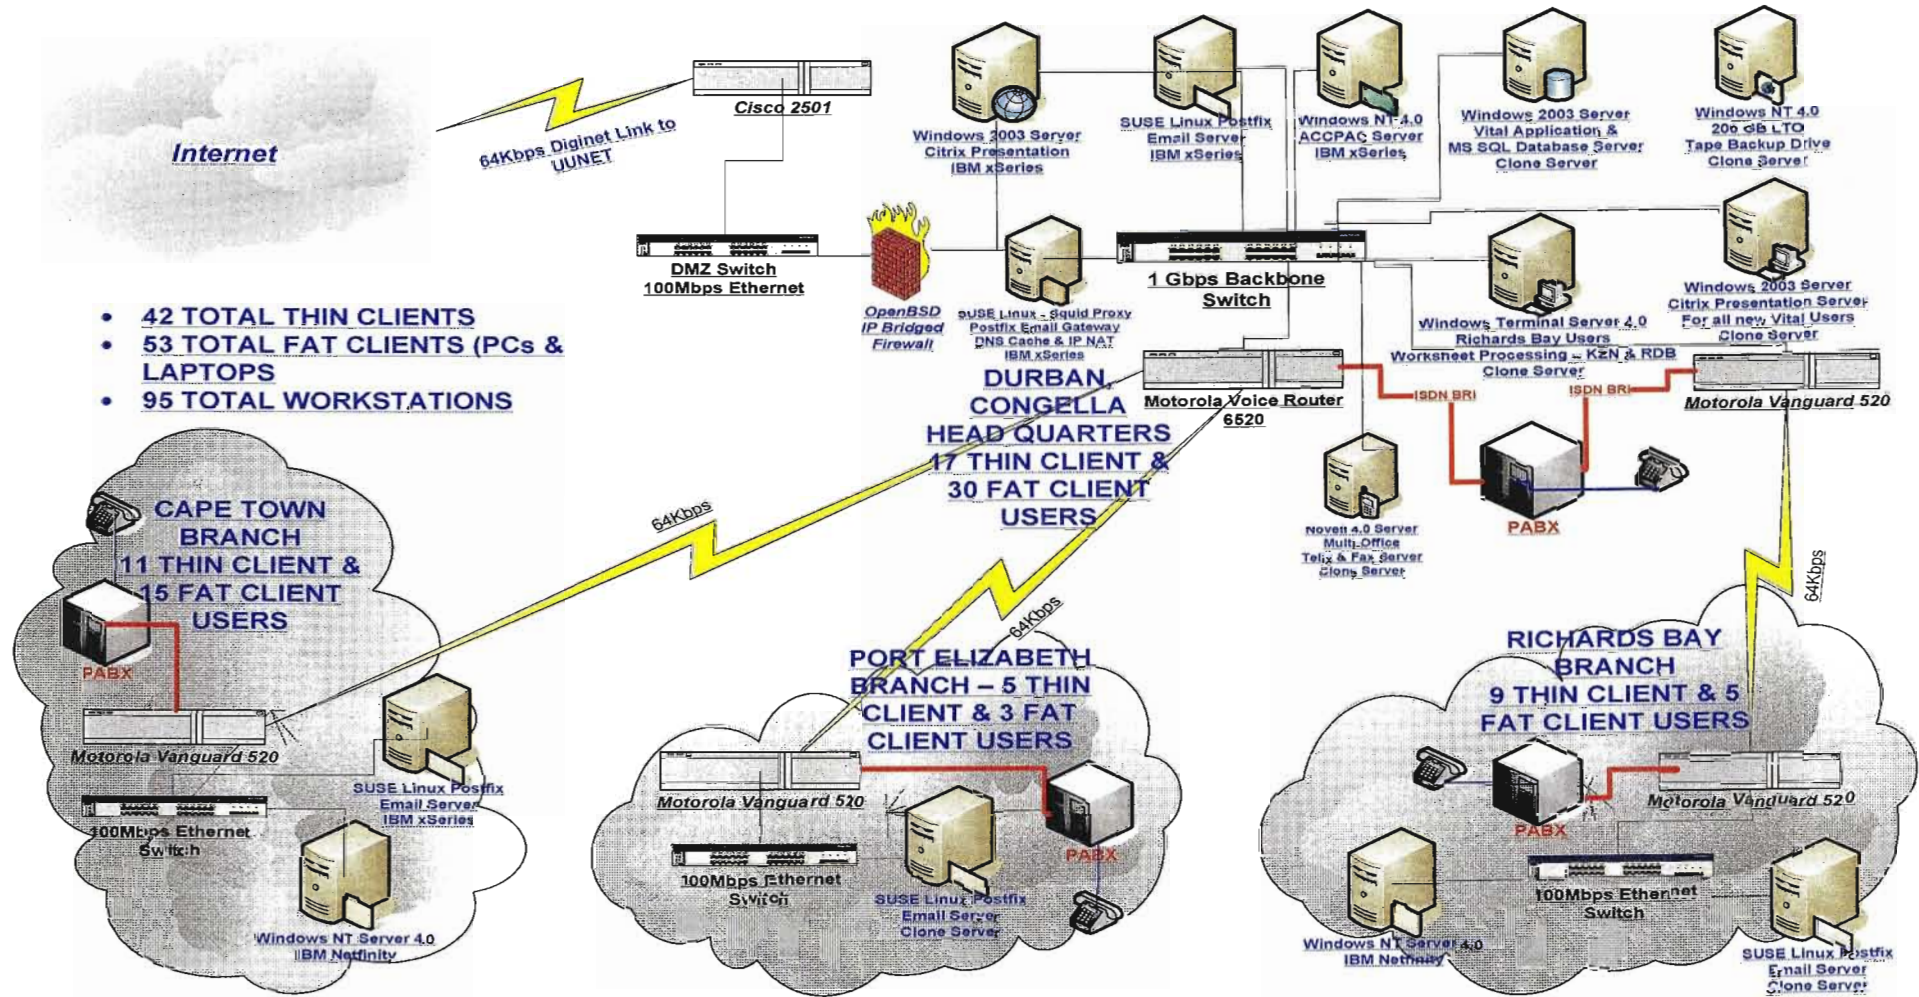 Internet
64Kbps Diginet Link to
UUNET
Cisco 2501
Windows 2003 Server
Citrix Presentation
IBM xSeries
SUSE Linux Postfix
Email Server
IBM xSeries
Windows NT 4.0
ACCPAC Server
IBM xSeries
Windows 2003 Server
Vital Application &
MS SQL Database Server
Clone Server
Windows NT 4.0
200 GB LTO
Tape Backup Drive
Clone Server
DMZ Switch
100Mbps Ethernet
OpenBSD
IP Bridged
Firewall
SUSE Linux - Squid Proxy
Postfix Email Gateway
DNS Cache & IP NAT
IBM xSeries
1 Gbps Backbone
Switch
Windows Terminal Server 4.0
Richards Bay Users
Worksheet Processing – KZN & RDB
Clone Server
Windows 2003 Server
Citrix Presentation Server
For all new Vital Users
Clone Server
• 42 TOTAL THIN CLIENTS
• 53 TOTAL FAT CLIENTS (PCs &
LAPTOPS
• 95 TOTAL WORKSTATIONS
DURBAN,
CONGELLA
HEAD QUARTERS
17 THIN CLIENT &
30 FAT CLIENT
USERS
Motorola Voice Router
6520
ISDN BRI
ISDN BRI
Motorola Vanguard 520
PABX
Novell 4.0 Server
Multi-Office
Telix & Fax Server
Clone Server
64Kbps
64Kbps
64Kbps
CAPE TOWN
BRANCH
11 THIN CLIENT &
15 FAT CLIENT
USERS
PABX
Motorola Vanguard 520
100Mbps Ethernet
Switch
SUSE Linux Postfix
Email Server
IBM xSeries
Windows NT Server 4.0
IBM Netfinity
PORT ELIZABETH
BRANCH – 5 THIN
CLIENT & 3 FAT
CLIENT USERS
Motorola Vanguard 520
PABX
100Mbps Ethernet
Switch
SUSE Linux Postfix
Email Server
Clone Server
RICHARDS BAY
BRANCH
9 THIN CLIENT & 5
FAT CLIENT USERS
PABX
Motorola Vanguard 520
100Mbps Ethernet
Switch
Windows NT Server 4.0
IBM Netfinity
SUSE Linux Postfix
Email Server
Clone Server